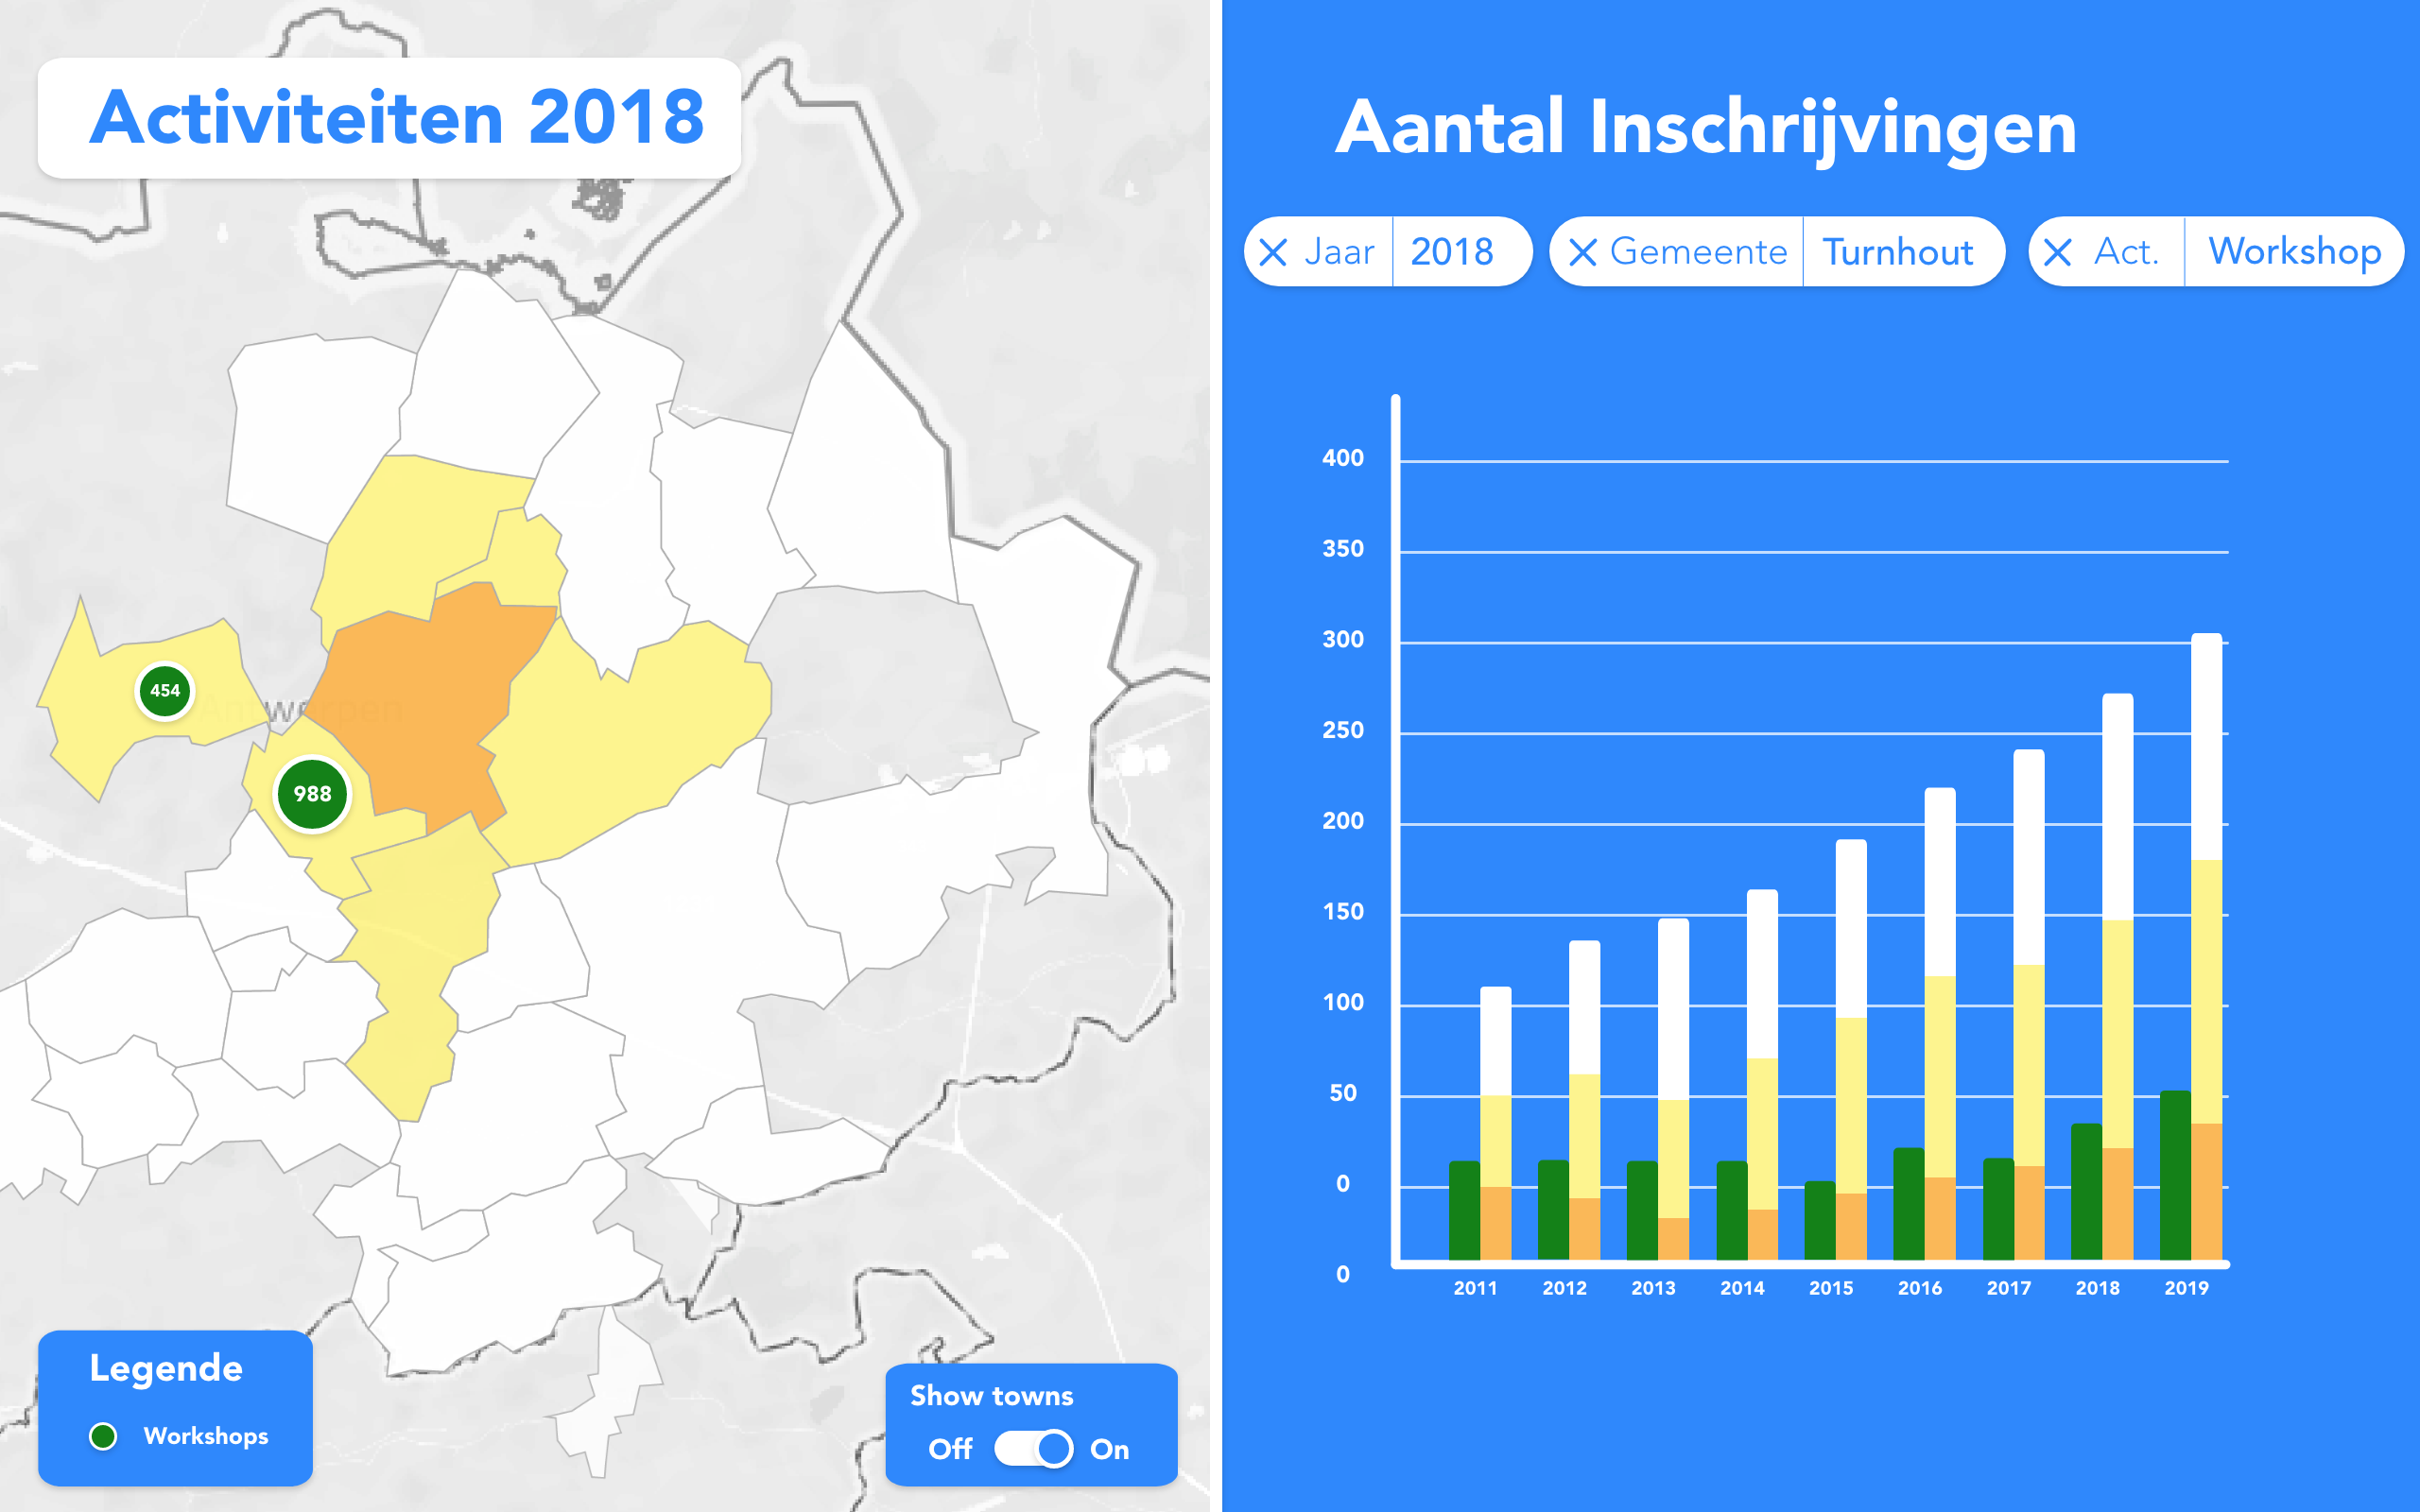 Activiteiten 2018
Antwerpen
454
988
Legende
Workshops
Show towns
Off On
Aantal Inschrijvingen
Jaar 2018
Gemeente Turnhout
Act. Workshop
400
350
300
250
200
150
100
50
0
0
2011 2012 2013 2014 2015 2016 2017 2018 2019